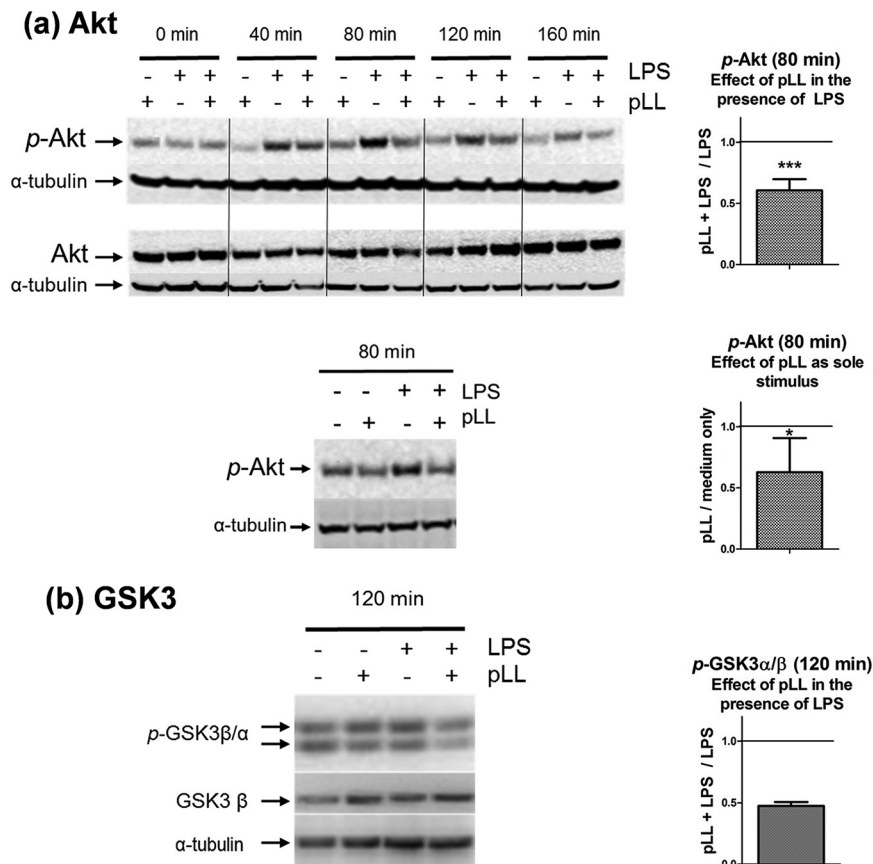 (a) Akt
0 min 40 min 80 min 120 min 160 min
- + + - + + - + + - + + - + + LPS
+ - + + - + + - + + - + + - + pLL
p-Akt
α-tubulin
Akt
α-tubulin
p-Akt (80 min)
Effect of pLL in the
presence of LPS
pLL + LPS / LPS
1.0
***
0.5
0.0
80 min
- - + + LPS
- + - + pLL
p-Akt
α-tubulin
p-Akt (80 min)
Effect of pLL as sole
stimulus
pLL / medium only
1.0
*
0.5
0.0
(b) GSK3
120 min
- - + + LPS
- + - + pLL
p-GSK3β/α
GSK3 β
α-tubulin
p-GSK3α/β (120 min)
Effect of pLL in the
presence of LPS
pLL + LPS / LPS
1.0
0.5
0.0